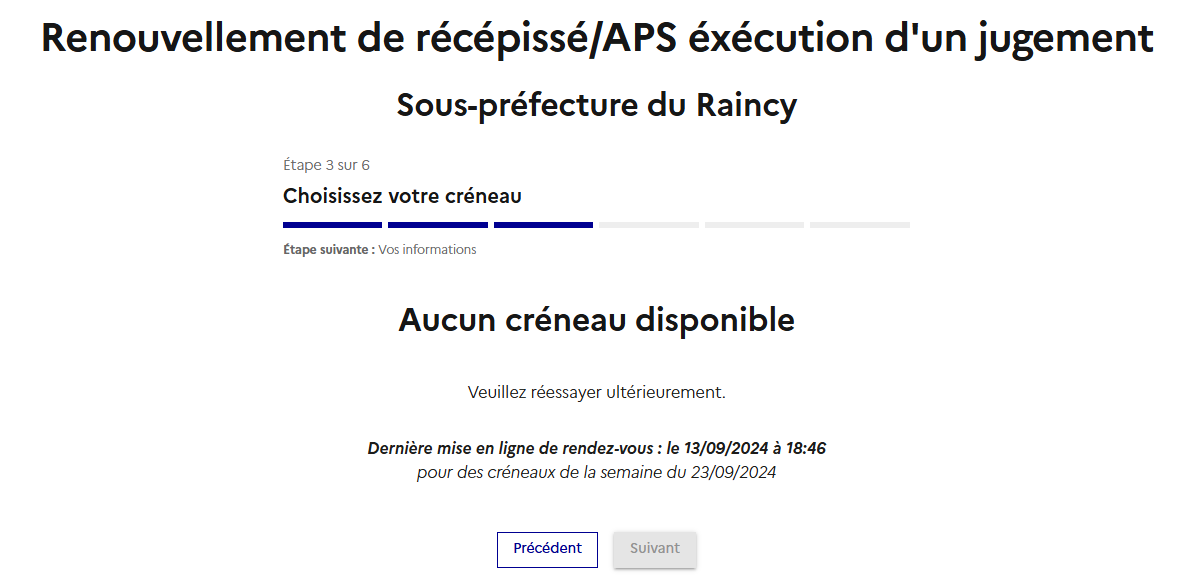 Renouvellement de récépissé/APS éxécution d'un jugement
Sous-préfecture du Raincy
Étape 3 sur 6
Choisissez votre créneau
Étape suivante : Vos informations
Aucun créneau disponible
Veuillez réessayer ultérieurement.
Dernière mise en ligne de rendez-vous : le 13/09/2024 à 18:46
pour des créneaux de la semaine du 23/09/2024
Précédent Suivant